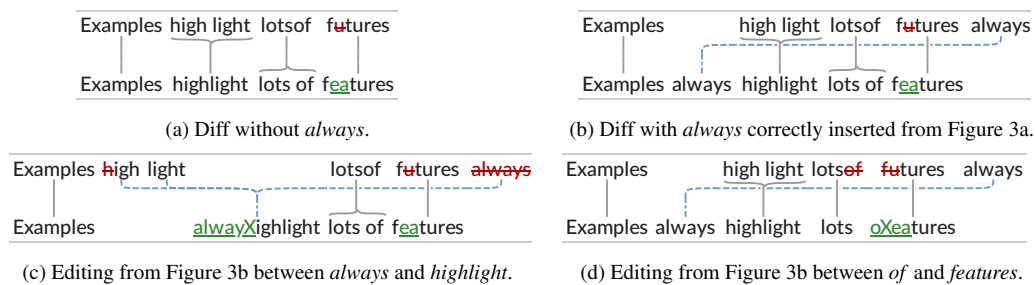 Examples high light lotsof futures
Examples highlight lots of features
(a) Diff without always.
Examples high light lotsof futures always
Examples always highlight lots of features
(b) Diff with always correctly inserted from Figure 3a.
Examples high light lotsof futures always
Examples alwayXighlight lots of features
(c) Editing from Figure 3b between always and highlight.
Examples high light lotsof futures always
Examples always highlight lots oXeatures
(d) Editing from Figure 3b between of and features.